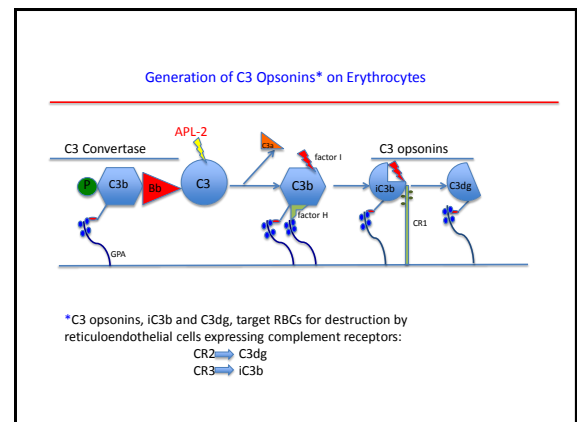 Generation of C3 Opsonins* on Erythrocytes
APL-2
C3 Convertase
C3a
factor I
C3 opsonins
P
C3b
Bb
C3
C3b
iC3b
C3dg
factor H
CR1
GPA
*C3 opsonins, iC3b and C3dg, target RBCs for destruction by
reticuloendothelial cells expressing complement receptors:
CR2 C3dg
CR3 iC3b